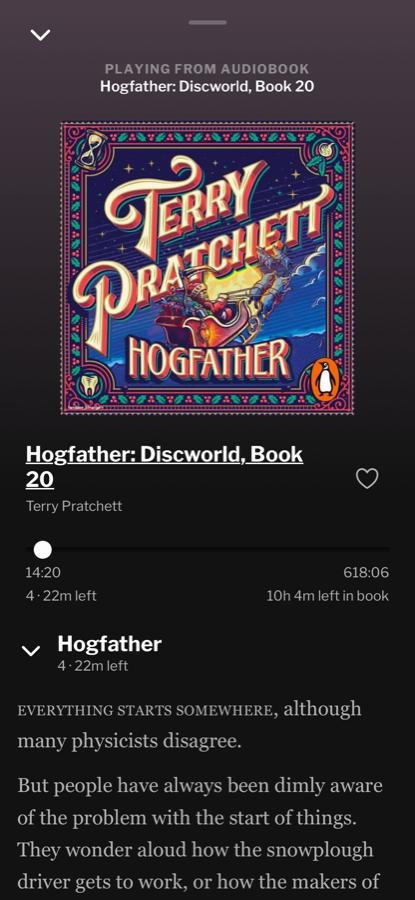 PLAYING FROM AUDIOBOOK
Hogfather: Discworld, Book 20
TERRY
PRATCHETT
HOGFATHER
Hogfather: Discworld, Book
20
Terry Pratchett
14:20
618:06
4 · 22m left
10h 4m left in book
Hogfather
4 · 22m left
EVERYTHING STARTS SOMEWHERE, although
many physicists disagree.
But people have always been dimly aware
of the problem with the start of things.
They wonder aloud how the snowplough
driver gets to work, or how the makers of